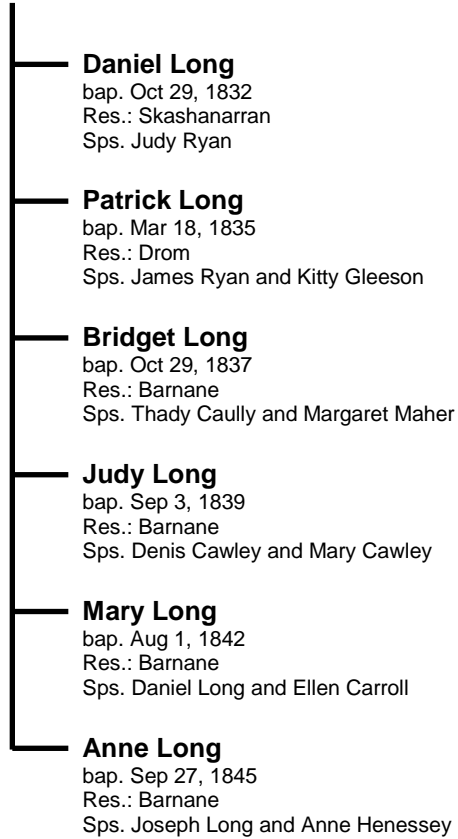 Daniel Long
bap. Oct 29, 1832
Res.: Skashanarran
Sps. Judy Ryan
Patrick Long
bap. Mar 18, 1835
Res.: Drom
Sps. James Ryan and Kitty Gleeson
Bridget Long
bap. Oct 29, 1837
Res.: Barnane
Sps. Thady Caully and Margaret Maher
Judy Long
bap. Sep 3, 1839
Res.: Barnane
Sps. Denis Cawley and Mary Cawley
Mary Long
bap. Aug 1, 1842
Res.: Barnane
Sps. Daniel Long and Ellen Carroll
Anne Long
bap. Sep 27, 1845
Res.: Barnane
Sps. Joseph Long and Anne Henessey